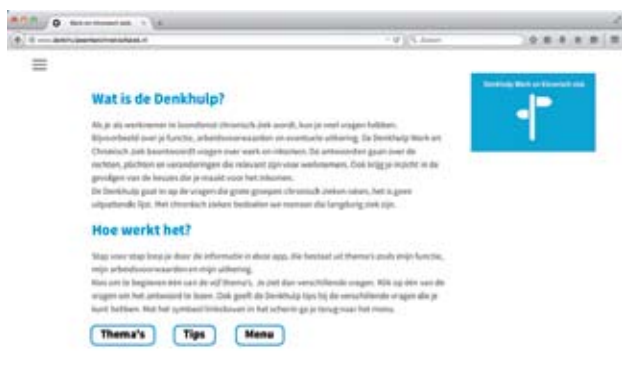 Denkhulp Werk en Chronisch ziek
Wat is de Denkhulp?
Als je als werknemer in loondienst chronisch ziek wordt, kun je veel vragen hebben.
Bijvoorbeeld over je functie, arbeidsvoorwaarden en eventuele uitkering. De Denkhulp Werk en
Chronisch ziek beantwoordt vragen over werk en inkomen. De antwoorden gaan over de
rechten, plichten en veranderingen die relevant zijn voor werknemers. Ook krijg je inzicht in de
gevolgen van de keuzes die je maakt voor het inkomen.
De Denkhulp gaat in op de vragen die grote groepen chronisch zieken raken, het is geen
uitputtende lijst. Met chronisch zieken bedoelen we mensen die langdurig ziek zijn.
Hoe werkt het?
Stap voor stap loop je door de informatie in deze app, die bestaat uit thema's zoals mijn functie,
mijn arbeidsvoorwaarden en mijn uitkering.
Kies om te beginnen één van de vijf thema's. Je ziet dan verschillende vragen. Klik op één van de
vragen om het antwoord te lezen. Ook geeft de Denkhulp tips bij de verschillende vragen die je
kunt hebben. Met het symbool linksboven in het scherm ga je terug naar het menu.
Thema's
Tips
Menu